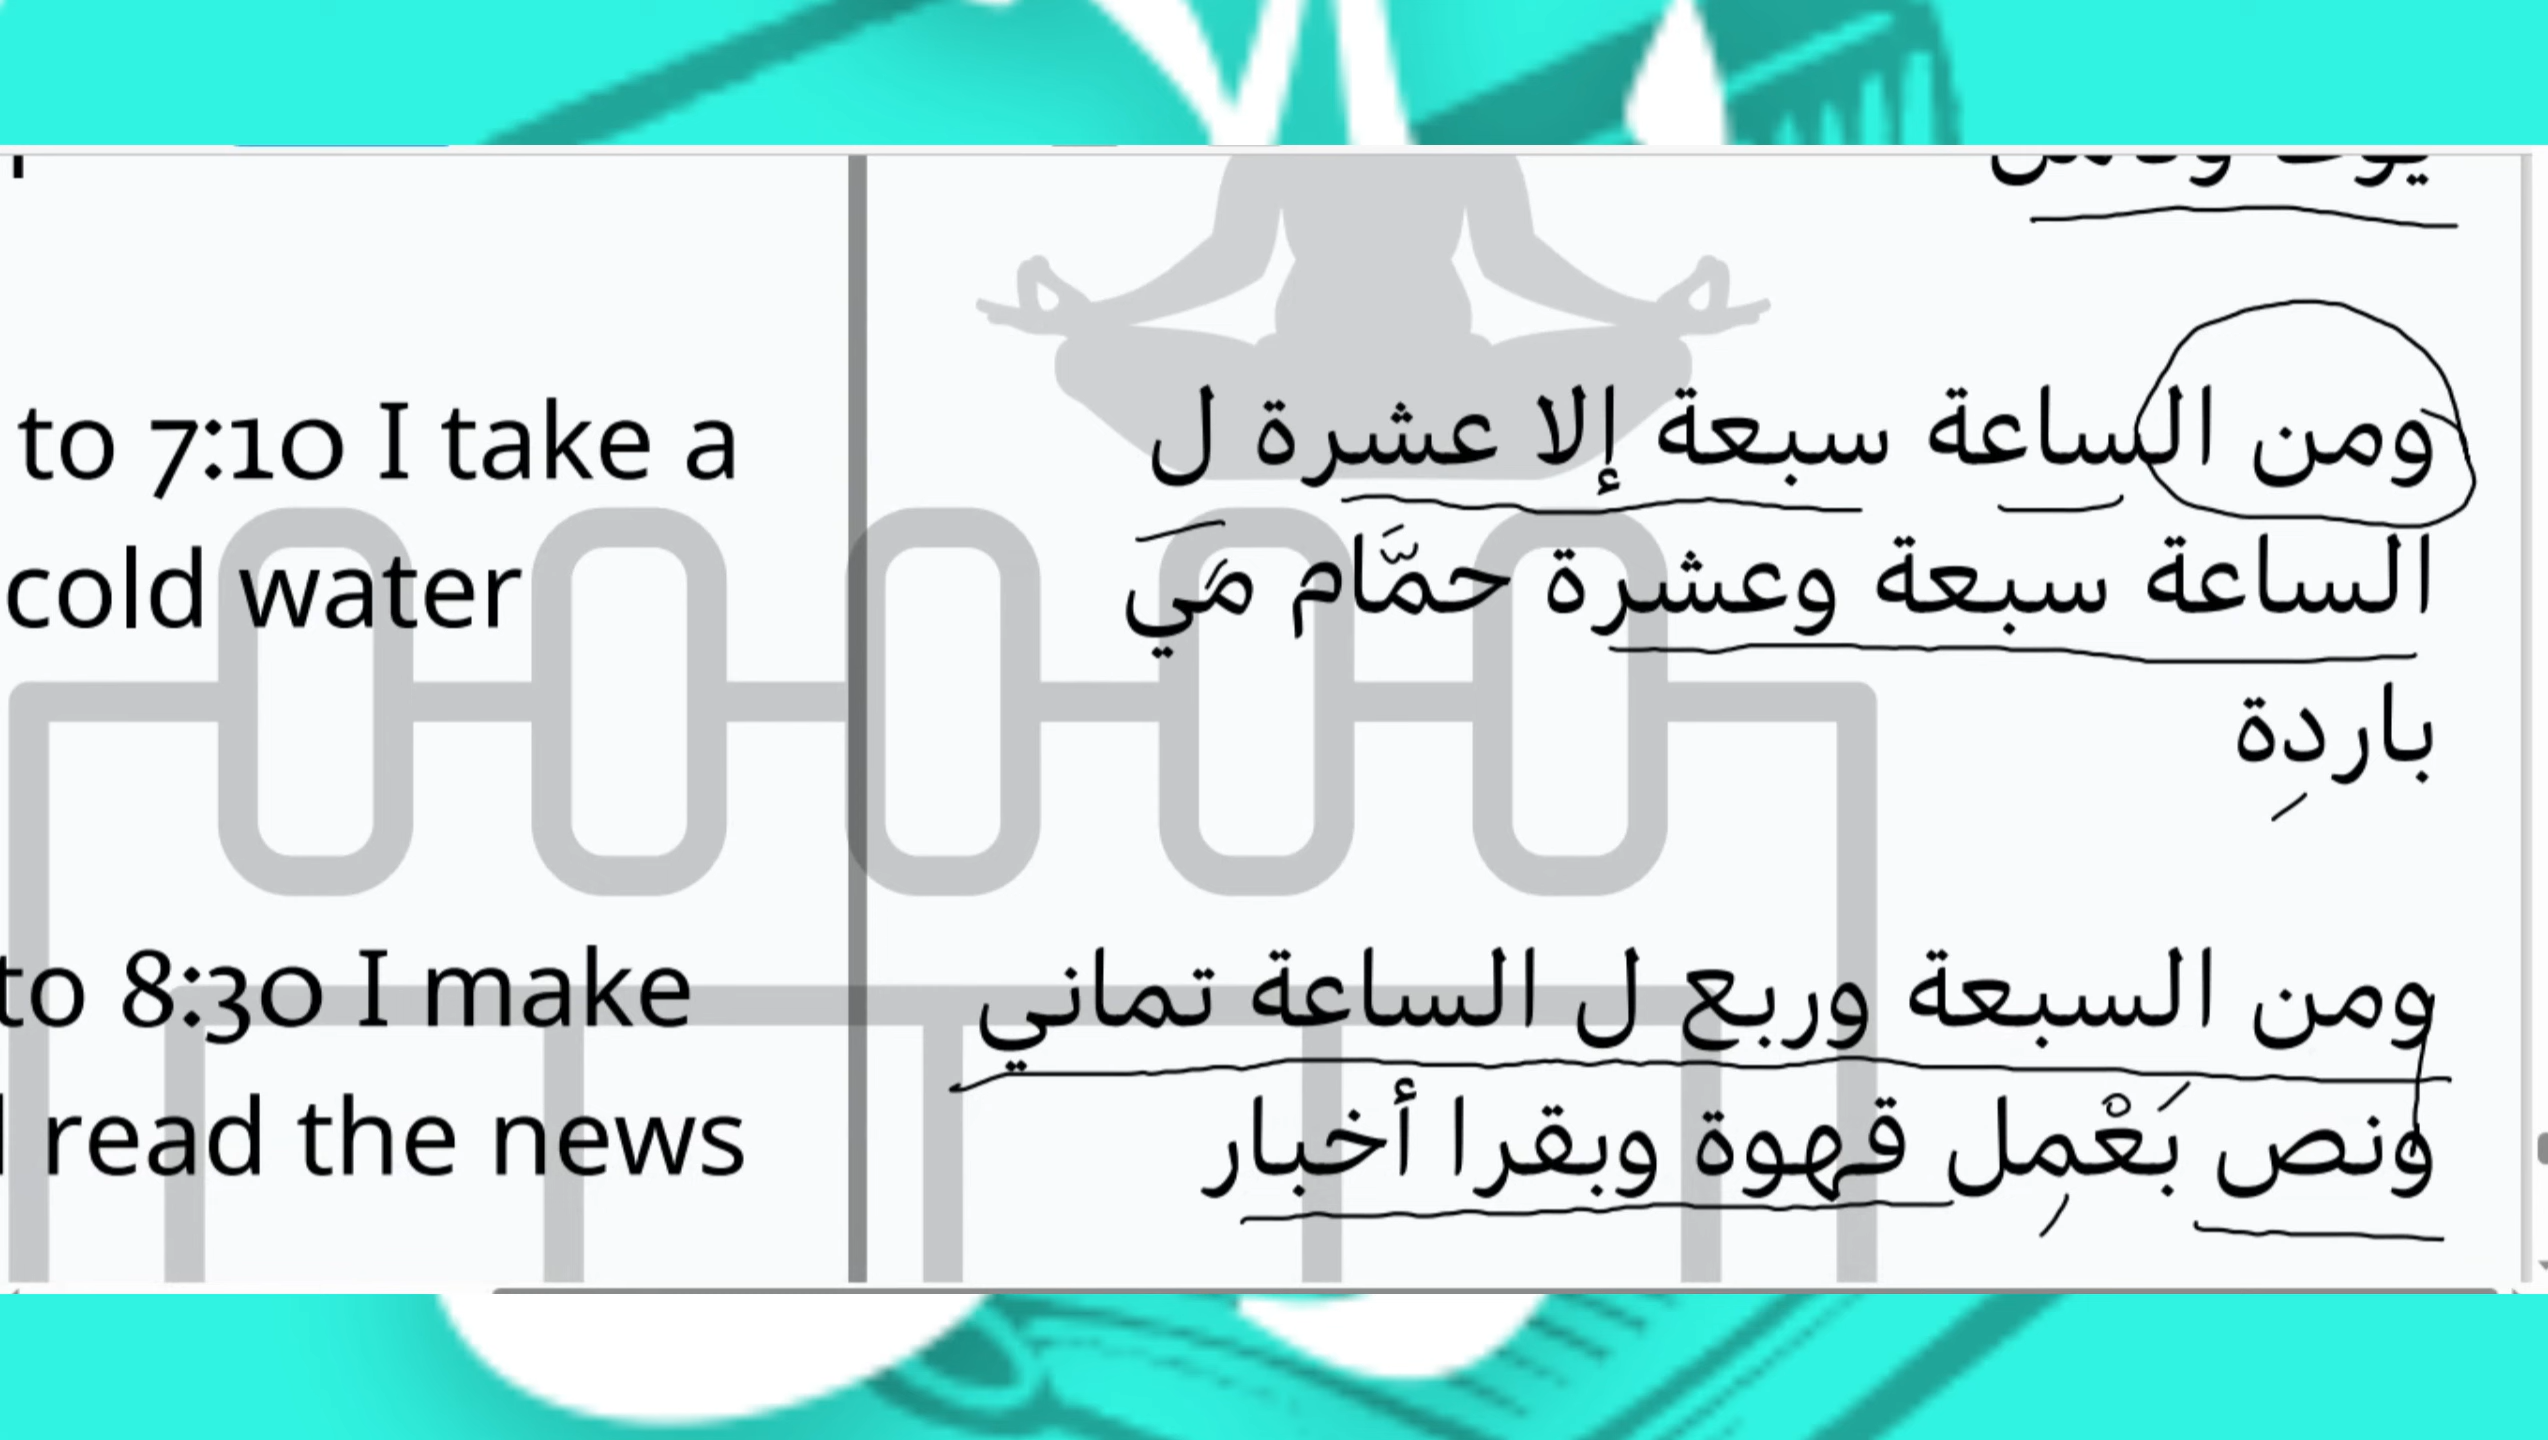 to 7:10 I take a
cold water
to 8:30 I make
read the news
ومن الساعة سبعة إلا عشرة ل
الساعة سبعة وعشرة حمَّام مَي
باردِة
ومن السبعة وربع ل الساعة تماني
ونص بَعْمِل قهوة وبقرا أخبار